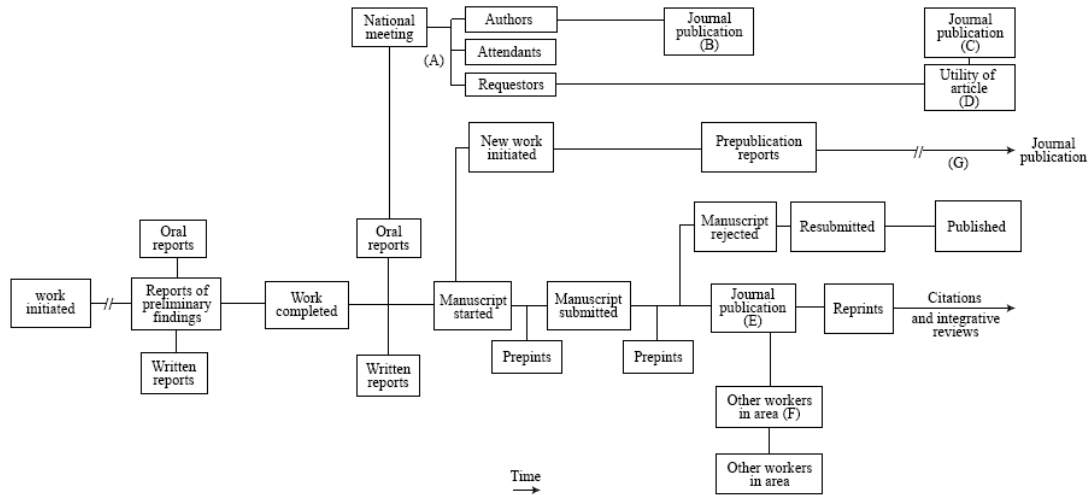 National
meeting
(A)
Authors
Attendants
Requestors
Journal
publication
(B)
Journal
publication
(C)
Utility of
article
(D)
New work
initiated
Prepublication
reports
(G)
Journal
publication
Oral
reports
Oral
reports
Manuscript
rejected
Resubmitted
Published
work
initiated
Reports of
preliminary
findings
Work
completed
Manuscript
started
Manuscript
submitted
Journal
publication
(E)
Reprints
Citations
and integrative
reviews
Written
reports
Written
reports
Prepints
Prepints
Other workers
in area (F)
Other workers
in area
Time